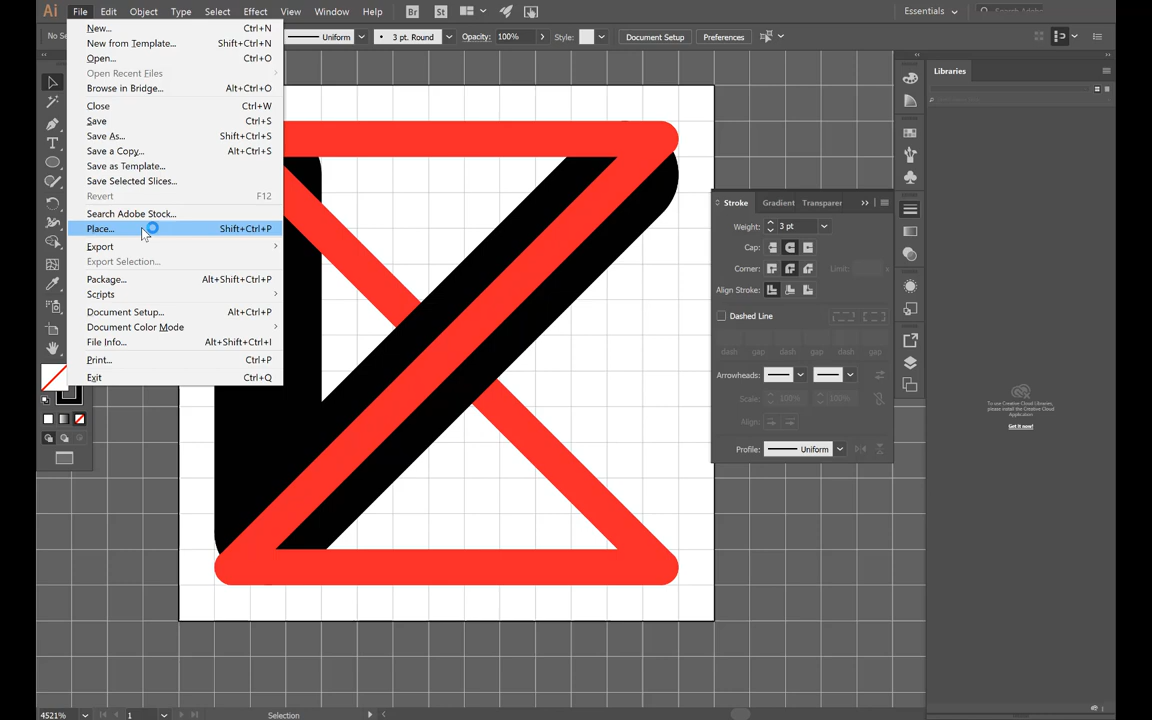 Ai File Edit Object Type Select Effect Window Help Br St Essentials
No Se Uniform 3 pt. Round Opacity: 100% Style: Document Setup Preferences
New... Ctrl+N
New from Template... Shift+Ctrl+N
Open... Ctrl+O
Open Recent Files
Browse in Bridge... Alt+Ctrl+O
Close Ctrl+W
Save Ctrl+S
Save As... Shift+Ctrl+S
Save a Copy... Alt+Ctrl+S
Save as Template...
Save Selected Slices...
Revert F12
Search Adobe Stock...
Place... Shift+Ctrl+P
Export
Export Selection...
Package... Alt+Shift+Ctrl+P
Scripts
Document Setup... Alt+Ctrl+P
Document Color Mode
File Info... Alt+Shift+Ctrl+I
Print... Ctrl+P
Exit Ctrl+Q
Stroke Gradient Transparer
Weight: 3 pt
Cap:
Corner: Limit:
Align Stroke:
Dashed Line
dash gap dash gap dash gap
Arrowheads:
Scale: 100% 100%
Align:
Profile: Uniform
Libraries
To use Creative Cloud Libraries,
please install the Creative Cloud
Application
Get it now!
4521% 1 Selection